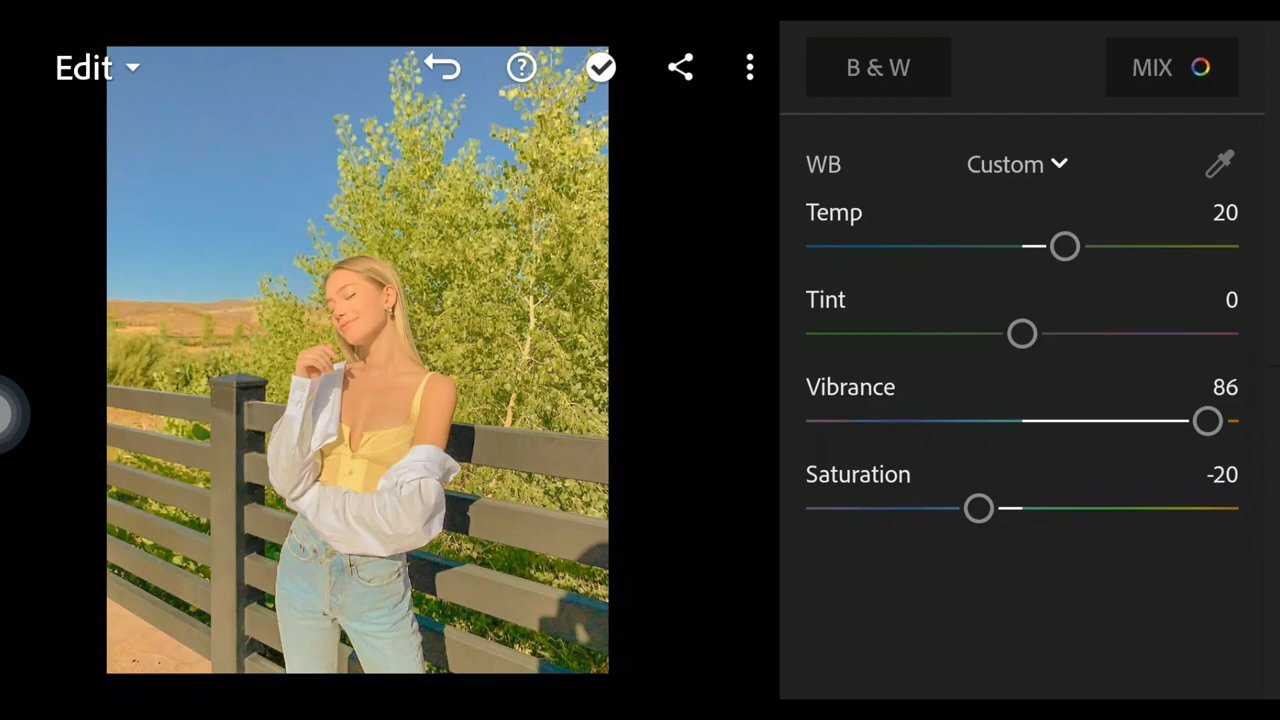 Edit
B & W
MIX
WB
Custom
Temp
20
Tint
0
Vibrance
86
Saturation
-20